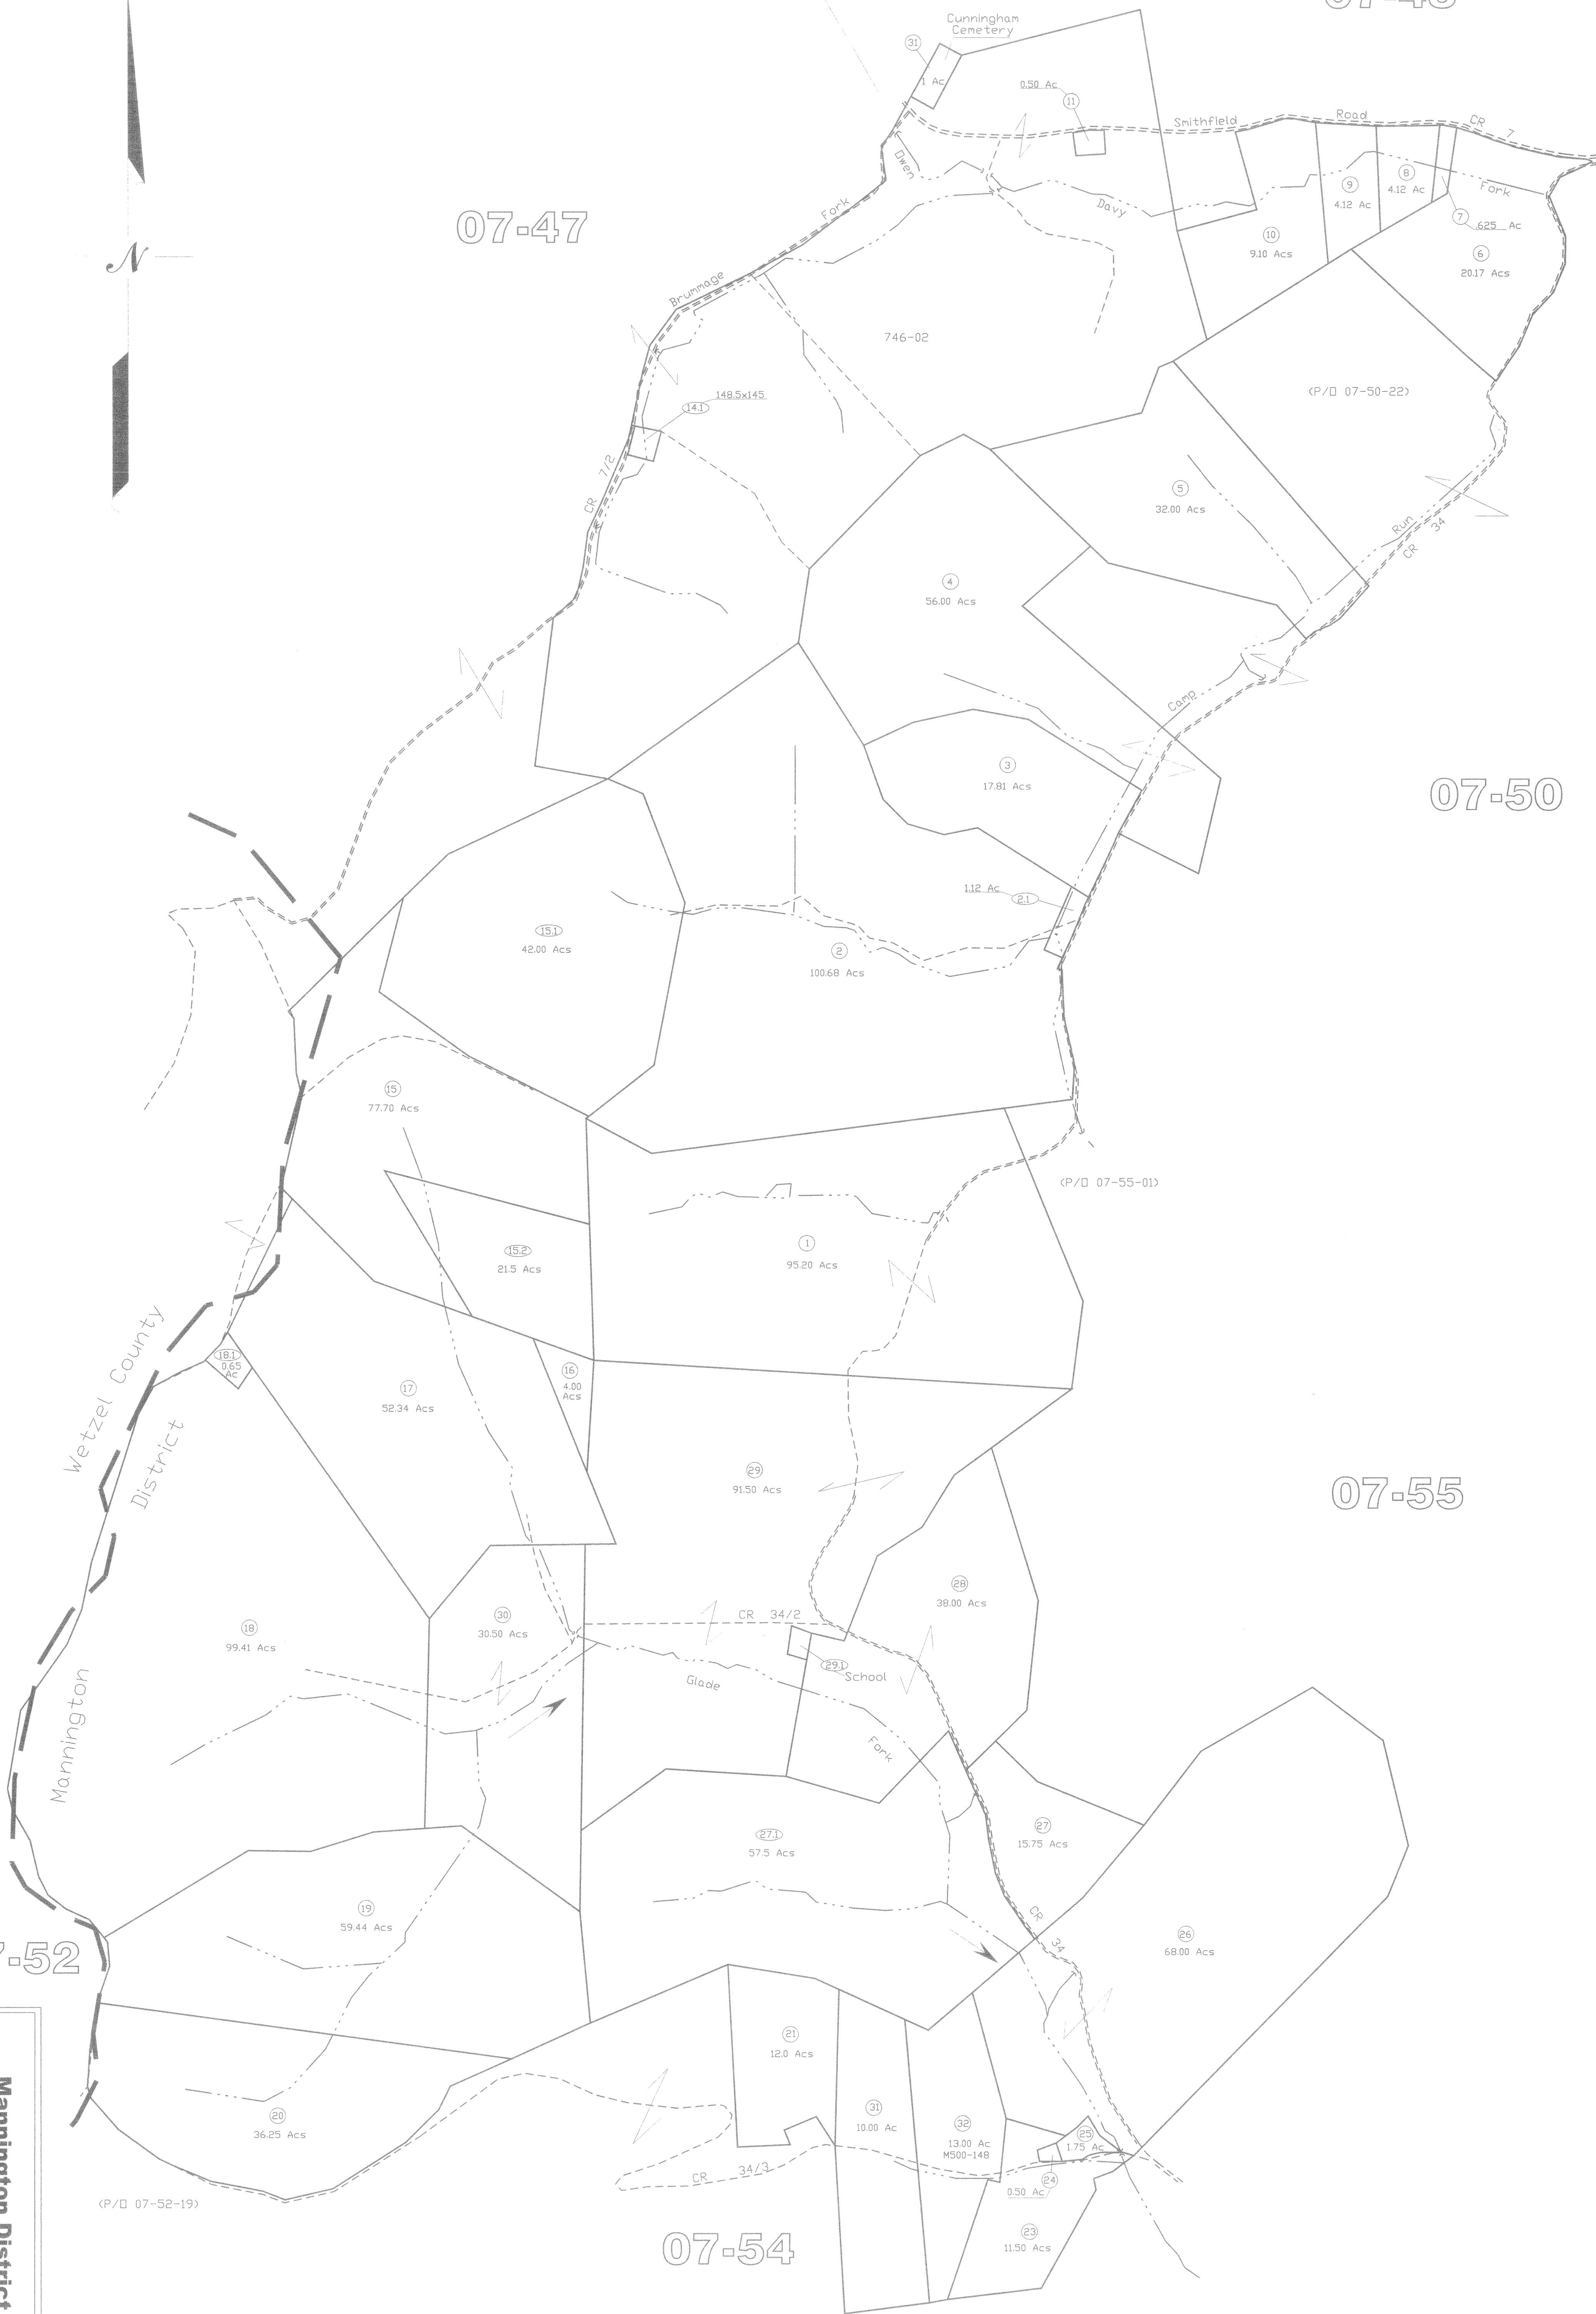 Cunningham
Cemetery
31
1 Ac
0.50 Ac
11
Smithfield Road CR 7
Owen
Davy
Fork
9
4.12 Ac
8
4.12 Ac
7
.625 Ac
10
9.10 Acs
6
20.17 Acs
07-47
N
Brummage Fork
746-02
14.1
148.5x145
(P/O 07-50-22)
CR 7/2
5
32.00 Acs
Run
CR 34
4
56.00 Acs
Camp
3
17.81 Acs
07-50
1.12 Ac
2.1
15.1
42.00 Acs
2
100.68 Acs
15
77.70 Acs
(P/O 07-55-01)
15.2
21.5 Acs
1
95.20 Acs
18.1
0.65
Ac
16
4.00
Acs
17
52.34 Acs
Wetzel County
Mannington District
29
91.50 Acs
07-55
28
38.00 Acs
18
99.41 Acs
30
30.50 Acs
CR 34/2
29.1
School
Glade
Fork
27.1
57.5 Acs
27
15.75 Acs
19
59.44 Acs
CR 34
26
68.00 Acs
-52
21
12.0 Acs
20
36.25 Acs
31
10.00 Ac
32
13.00 Ac
M500-148
25
1.75 Ac
24
0.50 Ac
CR 34/3
23
11.50 Acs
(P/O 07-52-19)
07-54
Mannington District